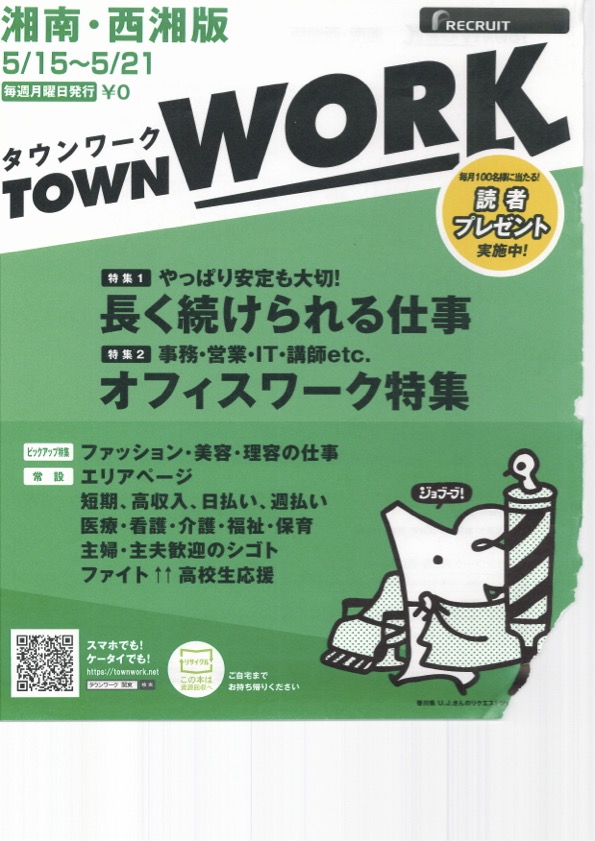 湘南・西湘版
RECRUIT
5/15〜5/21
毎週月曜日発行 ¥0
タウンワーク
TOWN WORK
毎月100名様に当たる!
読者
プレゼント
実施中!
特集1 やっぱり安定も大切!
長く続けられる仕事
特集2 事務・営業・IT・講師etc.
オフィスワーク特集
ピックアップ特集 ファッション・美容・理容の仕事
常設 エリアページ
短期、高収入、日払い、週払い
医療・看護・介護・福祉・保育
主婦・主夫歓迎のシゴト
ファイト↑↑高校生応援
ジョブーブ!
スマホでも!
ケータイでも!
https://townwork.net
タウンワーク 関東 検索
リサイクル
この本は
資源回収へ
ご自宅まで
お持ち帰りください